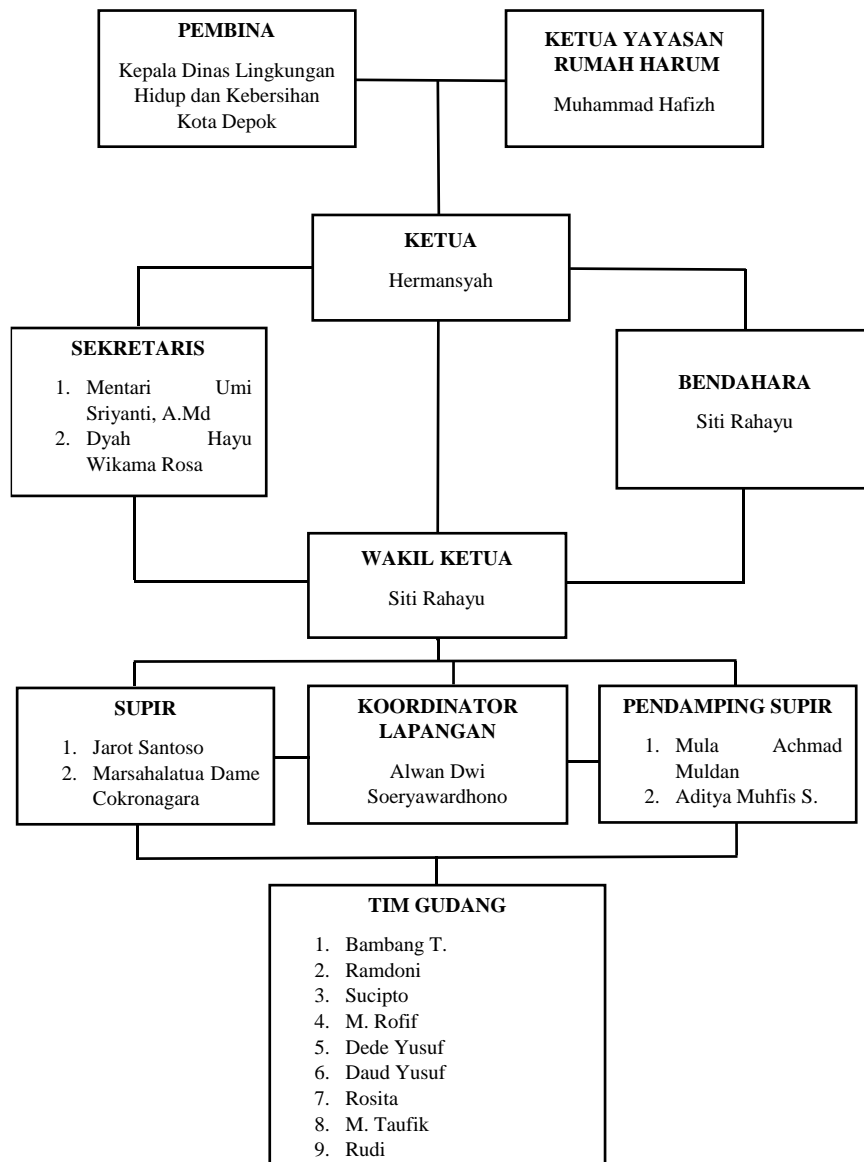 PEMBINA
Kepala Dinas Lingkungan
Hidup dan Kebersihan
Kota Depok
KETUA YAYASAN
RUMAH HARUM
Muhammad Hafizh
KETUA
Hermansyah
SEKRETARIS
1. Mentari Umi
Sriyanti, A.Md
2. Dyah Hayu
Wikama Rosa
BENDAHARA
Siti Rahayu
WAKIL KETUA
Siti Rahayu
SUPIR
1. Jarot Santoso
2. Marsahalatua Dame
Cokronagara
KOORDINATOR
LAPANGAN
Alwan Dwi
Soeryawardhono
PENDAMPING SUPIR
1. Mula Achmad
Muldan
2. Aditya Muhfis S.
TIM GUDANG
1. Bambang T.
2. Ramdoni
3. Sucipto
4. M. Rofif
5. Dede Yusuf
6. Daud Yusuf
7. Rosita
8. M. Taufik
9. Rudi